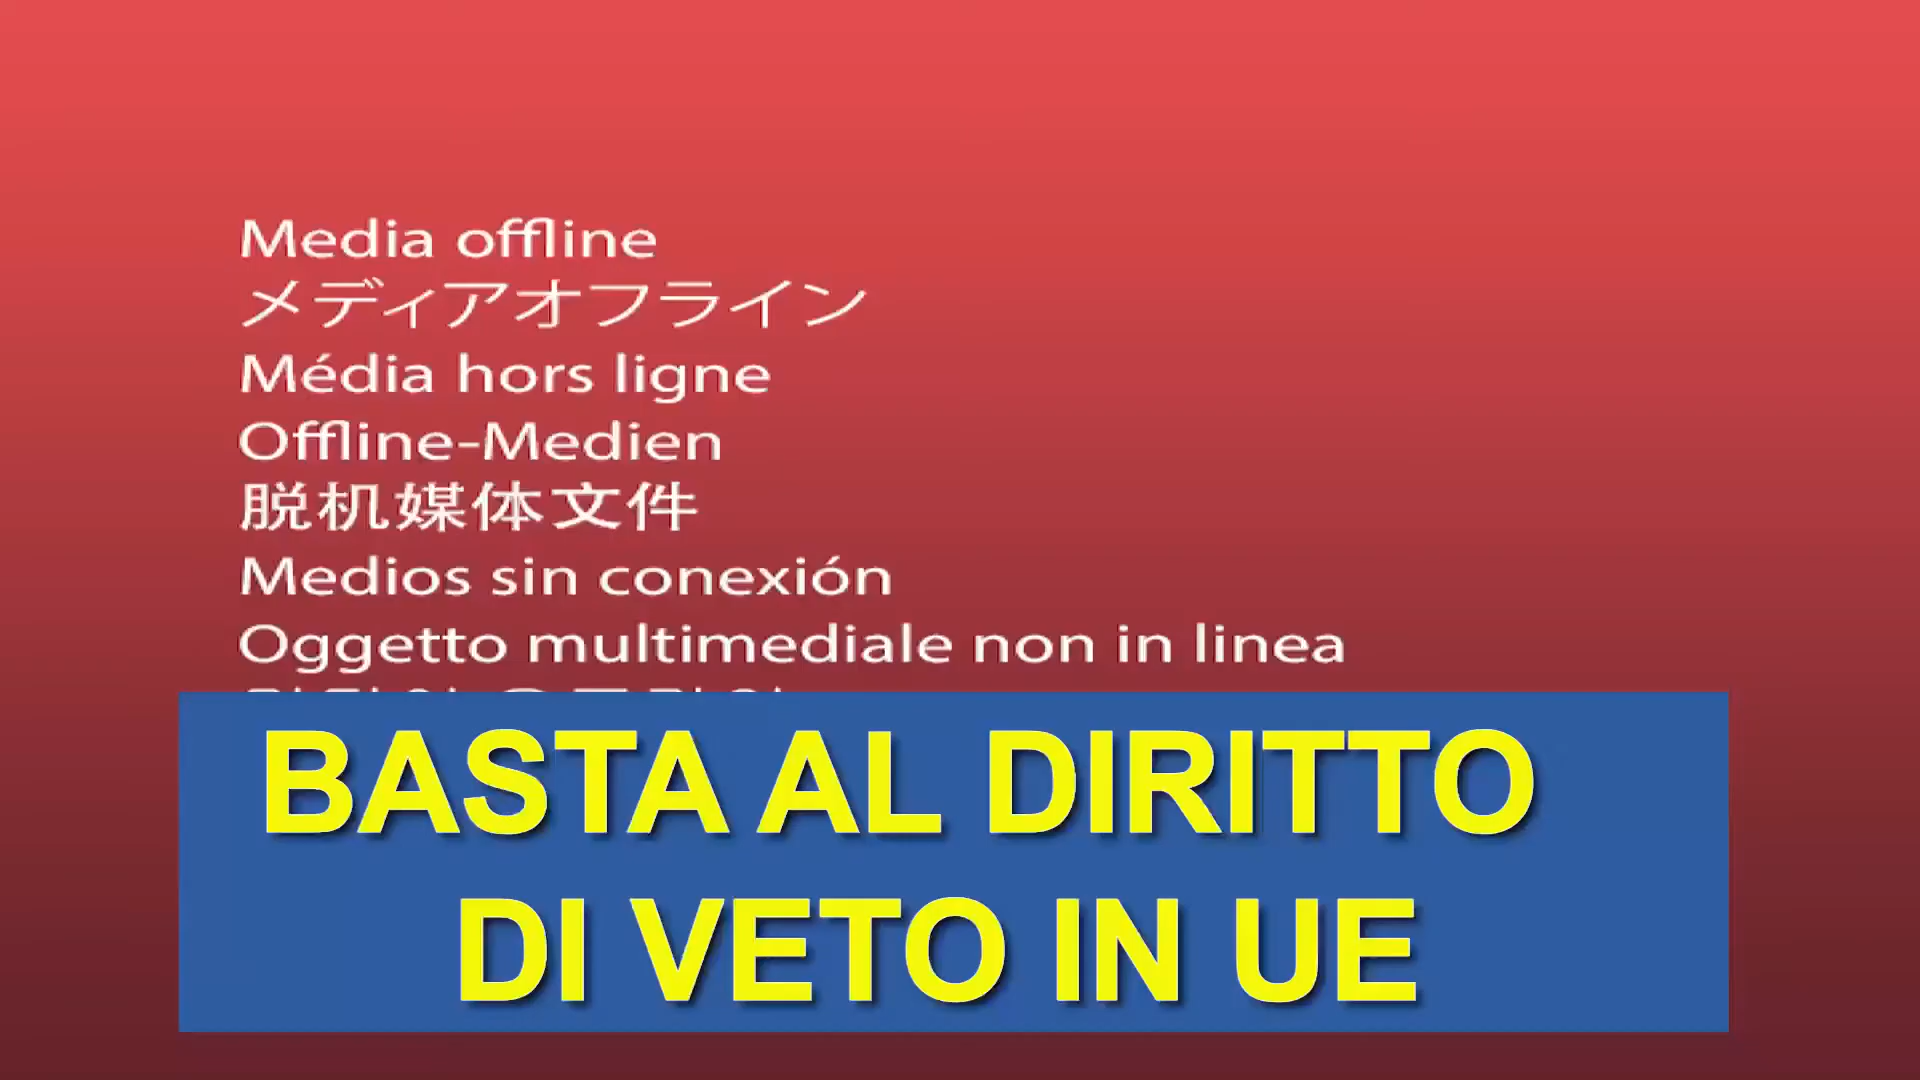 Media offline
メディアオフライン
Média hors ligne
Offline-Medien
脱机媒体文件
Medios sin conexión
Oggetto multimediale non in linea
BASTA AL DIRITTO
DI VETO IN UE